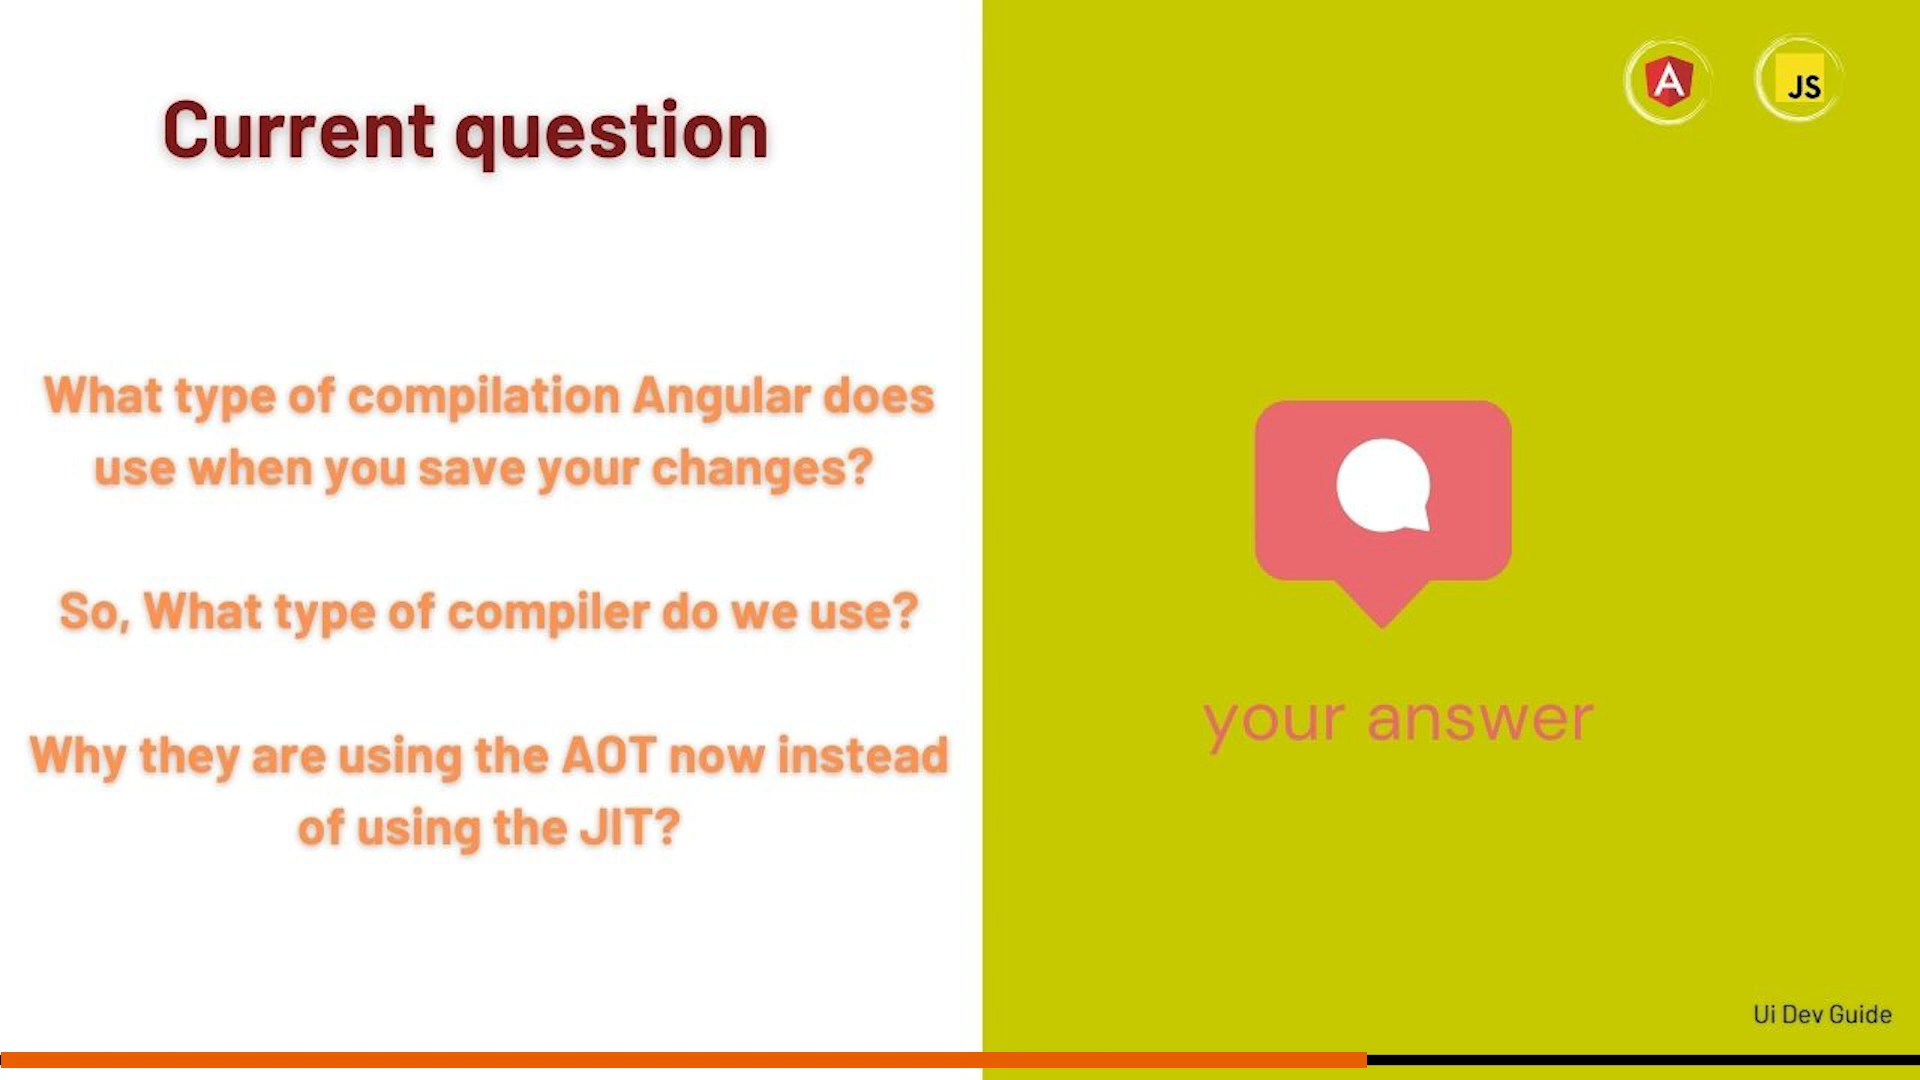 Current question
What type of compilation Angular does
use when you save your changes?
So, What type of compiler do we use?
Why they are using the AOT now instead
of using the JIT?
A
JS
your answer
Ui Dev Guide